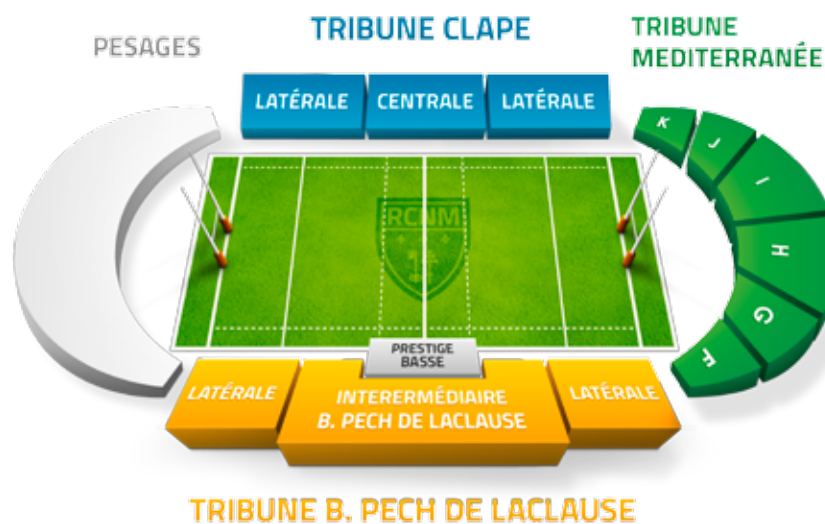 PESAGES
TRIBUNE CLAPE
TRIBUNE
MEDITERRANÉE
LATÉRALE
CENTRALE
LATÉRALE
K
J
I
H
G
F
RCNM
PRESTIGE
BASSE
LATÉRALE
INTERERMÉDIAIRE
B. PECH DE LACLAUSE
LATÉRALE
TRIBUNE B. PECH DE LACLAUSE